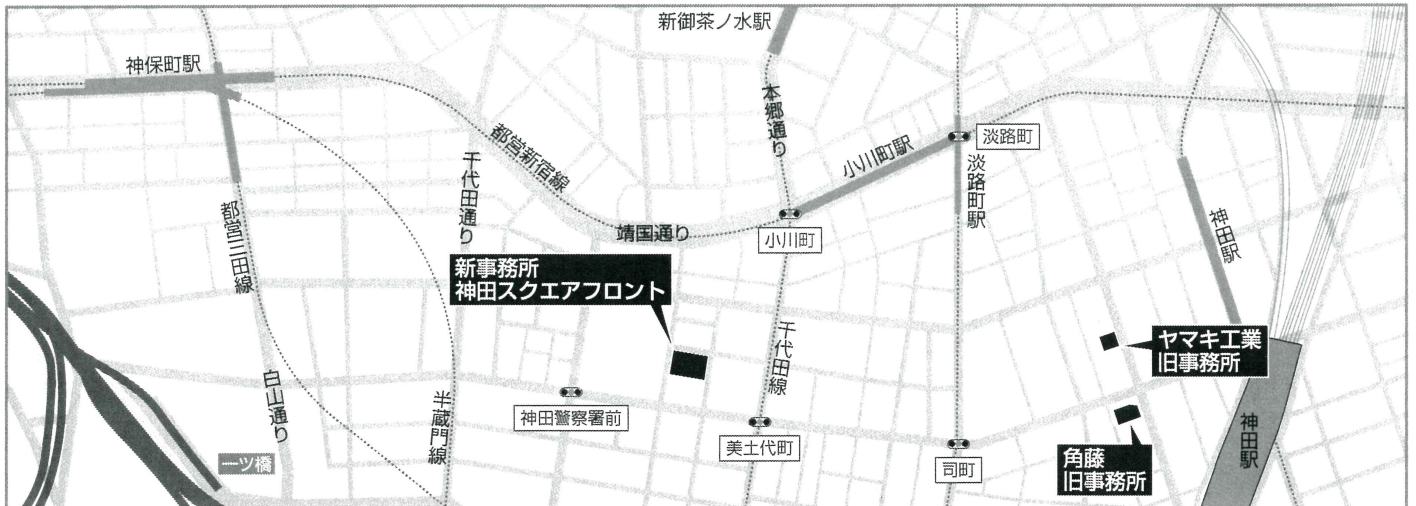 新御茶ノ水駅
神保町駅
本郷通り
都営新宿線
千代田通り
小川町駅
淡路町
淡路町駅
都営三田線
靖国通り
小川町
神田駅
新事務所
神田スクエアフロント
千代田線
ヤマキ工業
旧事務所
白山通り
半蔵門線
神田警察署前
美土代町
司町
角藤
旧事務所
神田駅
一ツ橋